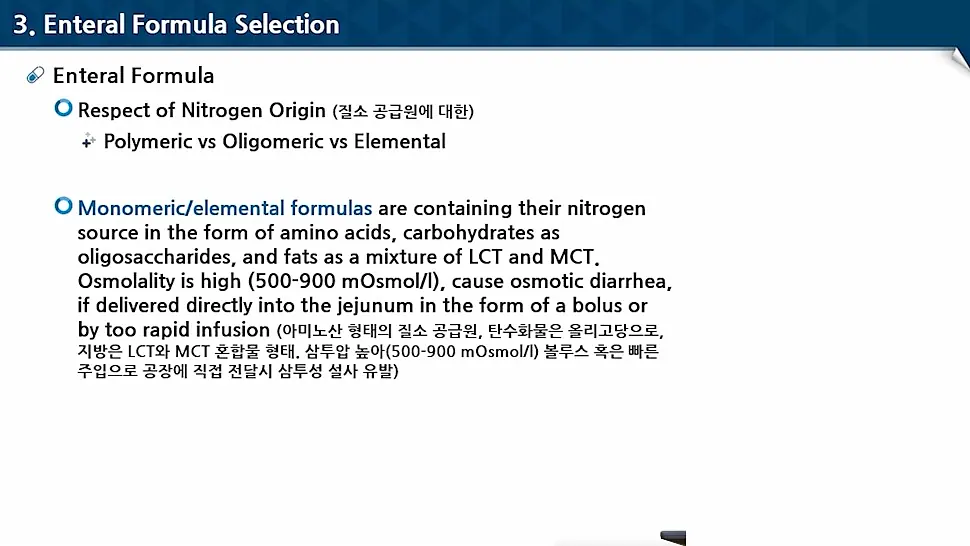 3. Enteral Formula Selection
Enteral Formula
Respect of Nitrogen Origin (질소 공급원에 대한)
Polymeric vs Oligomeric vs Elemental
Monomeric/elemental formulas are containing their nitrogen
source in the form of amino acids, carbohydrates as
oligosaccharides, and fats as a mixture of LCT and MCT.
Osmolality is high (500-900 mOsmol/l), cause osmotic diarrhea,
if delivered directly into the jejunum in the form of a bolus or
by too rapid infusion (아미노산 형태의 질소 공급원, 탄수화물은 올리고당으로,
지방은 LCT와 MCT 혼합물 형태. 삼투압 높아(500-900 mOsmol/l) 볼루스 혹은 빠른
주입으로 공장에 직접 전달시 삼투성 설사 유발)